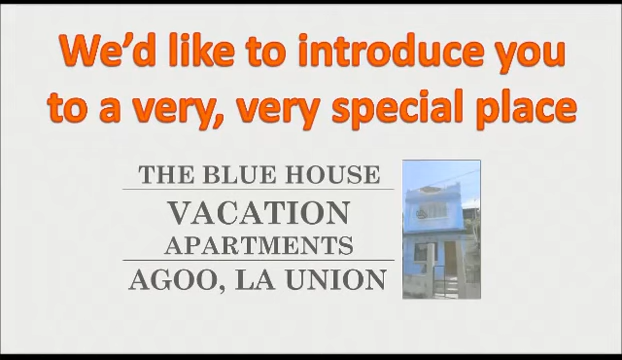 We'd like to introduce you
to a very, very special place
THE BLUE HOUSE
VACATION
APARTMENTS
AGOO, LA UNION